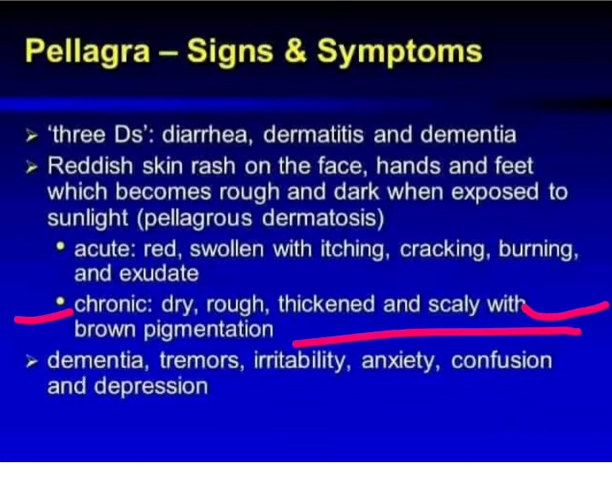 Pellagra – Signs & Symptoms
➢ ‘three Ds’: diarrhea, dermatitis and dementia
➢ Reddish skin rash on the face, hands and feet
which becomes rough and dark when exposed to
sunlight (pellagrous dermatosis)
• acute: red, swollen with itching, cracking, burning,
and exudate
• chronic: dry, rough, thickened and scaly with
brown pigmentation
➢ dementia, tremors, irritability, anxiety, confusion
and depression